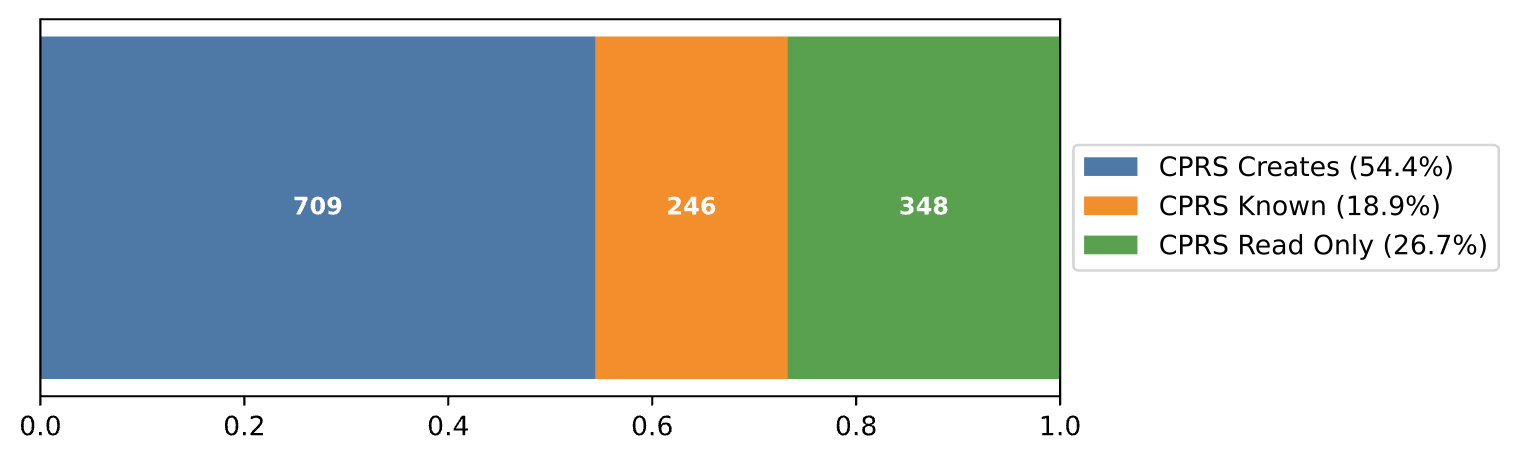 709 246 348
CPRS Creates (54.4%)
CPRS Known (18.9%)
CPRS Read Only (26.7%)
0.0 0.2 0.4 0.6 0.8 1.0